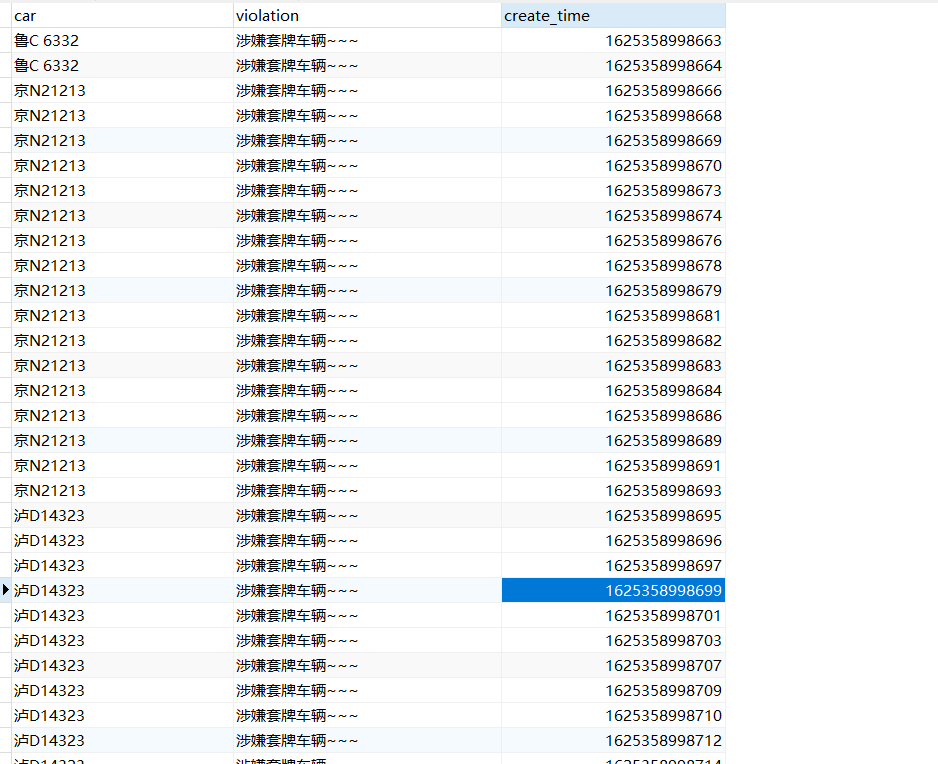 car violation create_time
鲁C 6332 涉嫌套牌车辆~~~ 1625358998663
鲁C 6332 涉嫌套牌车辆~~~ 1625358998664
京N21213 涉嫌套牌车辆~~~ 1625358998666
京N21213 涉嫌套牌车辆~~~ 1625358998668
京N21213 涉嫌套牌车辆~~~ 1625358998669
京N21213 涉嫌套牌车辆~~~ 1625358998670
京N21213 涉嫌套牌车辆~~~ 1625358998673
京N21213 涉嫌套牌车辆~~~ 1625358998674
京N21213 涉嫌套牌车辆~~~ 1625358998676
京N21213 涉嫌套牌车辆~~~ 1625358998678
京N21213 涉嫌套牌车辆~~~ 1625358998679
京N21213 涉嫌套牌车辆~~~ 1625358998681
京N21213 涉嫌套牌车辆~~~ 1625358998682
京N21213 涉嫌套牌车辆~~~ 1625358998683
京N21213 涉嫌套牌车辆~~~ 1625358998684
京N21213 涉嫌套牌车辆~~~ 1625358998686
京N21213 涉嫌套牌车辆~~~ 1625358998689
京N21213 涉嫌套牌车辆~~~ 1625358998691
京N21213 涉嫌套牌车辆~~~ 1625358998693
泸D14323 涉嫌套牌车辆~~~ 1625358998695
泸D14323 涉嫌套牌车辆~~~ 1625358998696
泸D14323 涉嫌套牌车辆~~~ 1625358998697
泸D14323 涉嫌套牌车辆~~~ 1625358998699
泸D14323 涉嫌套牌车辆~~~ 1625358998701
泸D14323 涉嫌套牌车辆~~~ 1625358998703
泸D14323 涉嫌套牌车辆~~~ 1625358998707
泸D14323 涉嫌套牌车辆~~~ 1625358998709
泸D14323 涉嫌套牌车辆~~~ 1625358998710
泸D14323 涉嫌套牌车辆~~~ 1625358998712